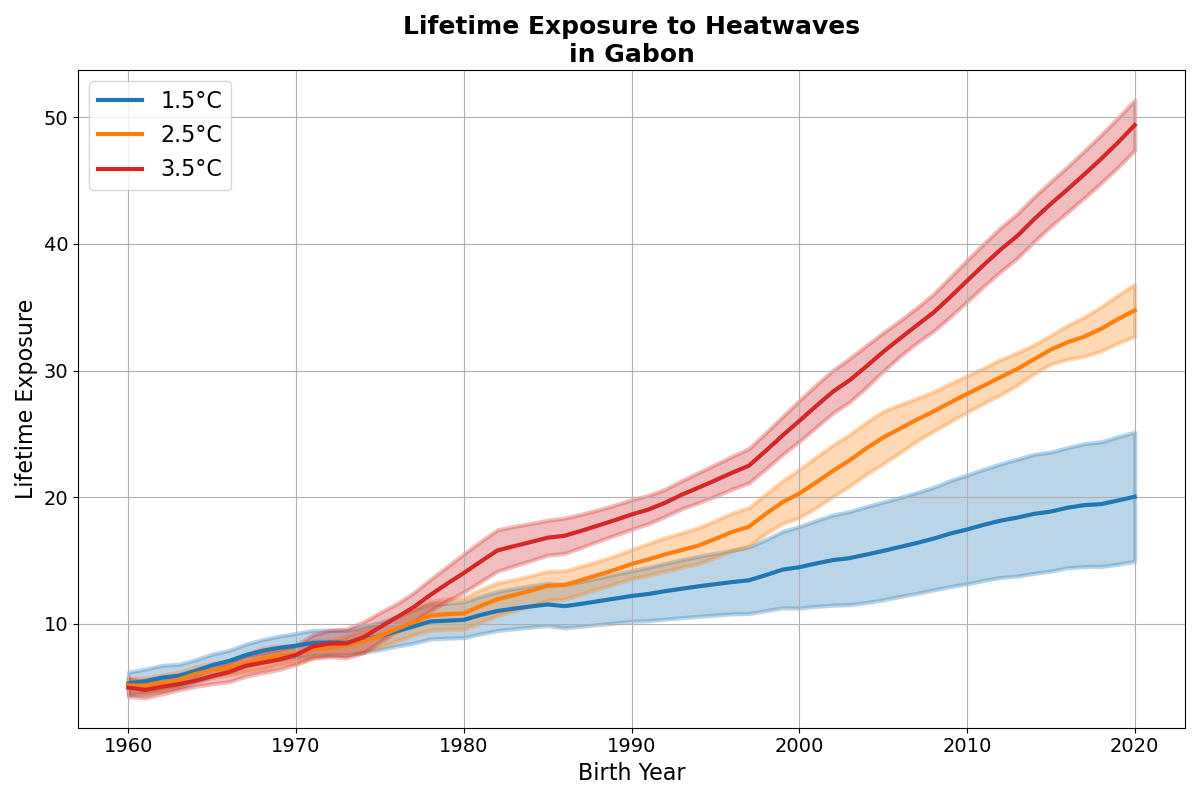 Lifetime Exposure to Heatwaves
in Gabon
1.5°C
2.5°C
3.5°C
Lifetime Exposure
50
40
30
20
10
1960 1970 1980 1990 2000 2010 2020
Birth Year